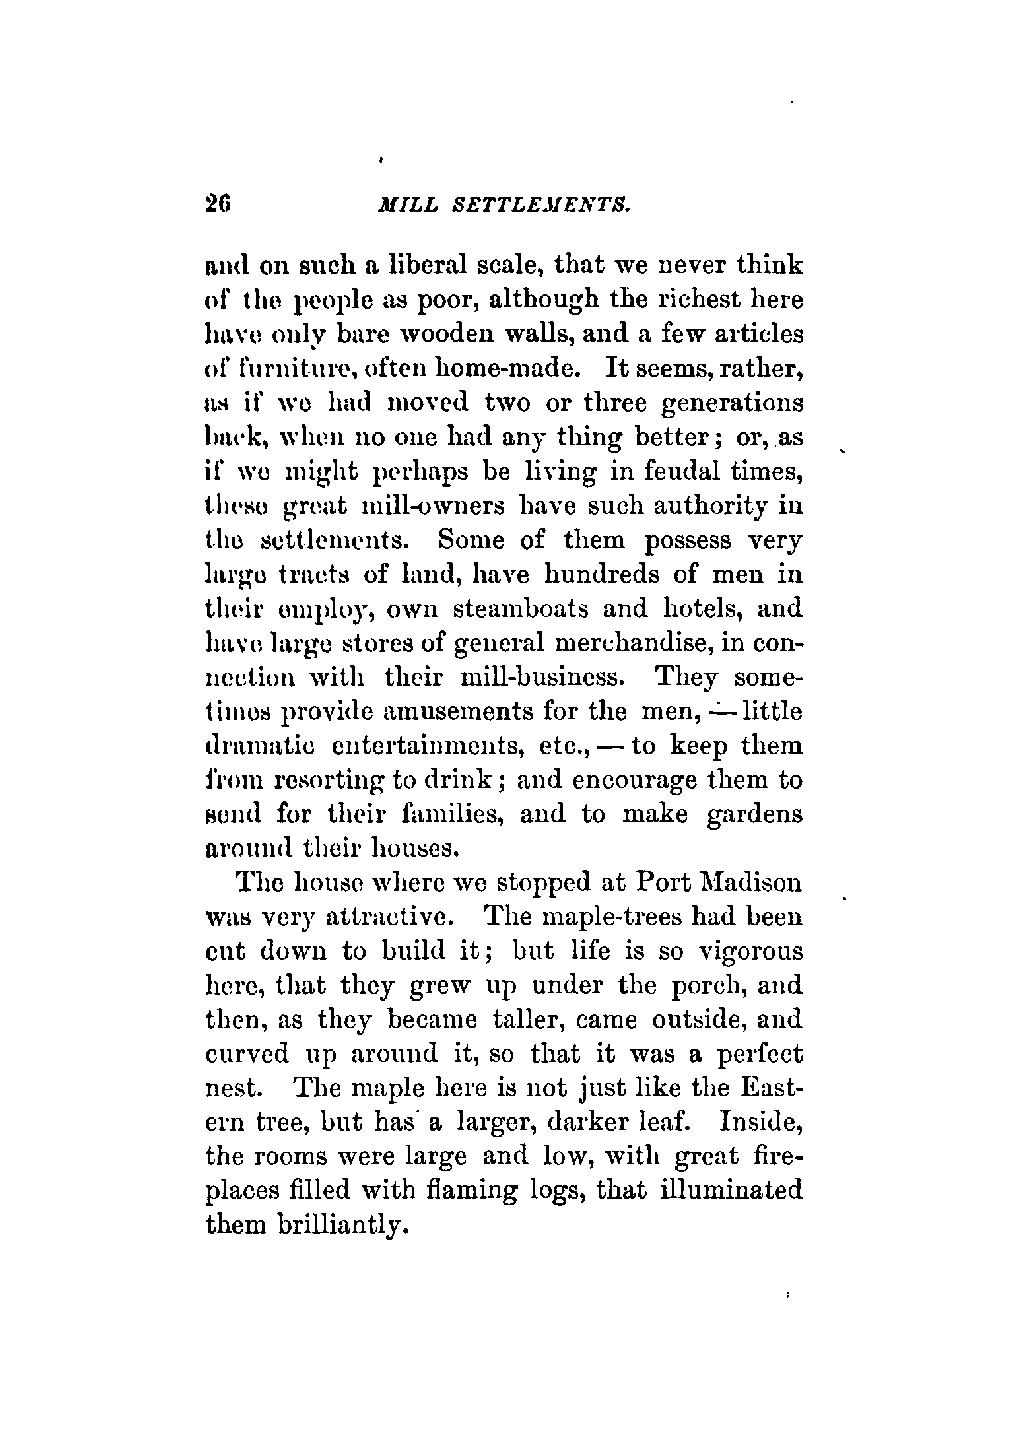 26 MILL SETTLEMENTS.
and on such a liberal scale, that we never think
of the people as poor, although the richest here
have only bare wooden walls, and a few articles
of furniture, often home-made. It seems, rather,
as if we had moved two or three generations
back, when no one had any thing better; or, as
if we might perhaps be living in feudal times,
these great mill-owners have such authority in
the settlements. Some of them possess very
large tracts of land, have hundreds of men in
their employ, own steamboats and hotels, and
have large stores of general merchandise, in con-
nection with their mill-business. They some-
times provide amusements for the men, — little
dramatic entertainments, etc., — to keep them
from resorting to drink; and encourage them to
send for their families, and to make gardens
around their houses.
The house where we stopped at Port Madison
was very attractive. The maple-trees had been
cut down to build it; but life is so vigorous
here, that they grew up under the porch, and
then, as they became taller, came outside, and
curved up around it, so that it was a perfect
nest. The maple here is not just like the East-
ern tree, but has a larger, darker leaf. Inside,
the rooms were large and low, with great fire-
places filled with flaming logs, that illuminated
them brilliantly.